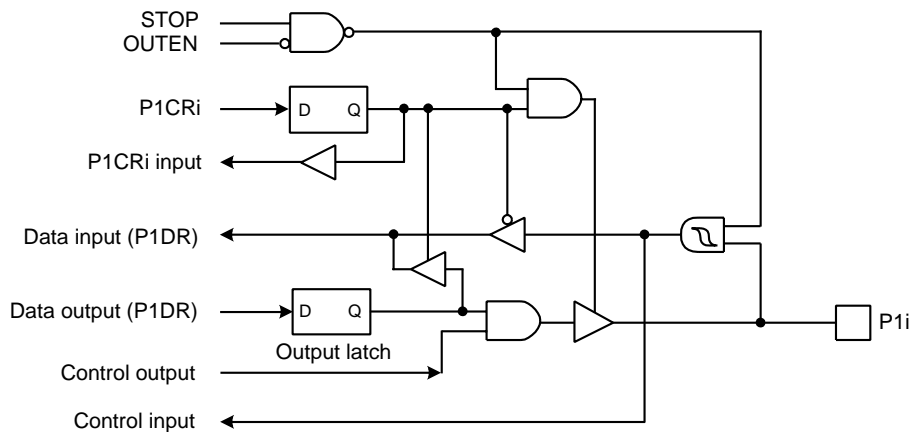 STOP
OUTEN
P1CRi
D Q
P1CRi input
Data input (P1DR)
Data output (P1DR)
D Q
P1i
Output latch
Control output
Control input